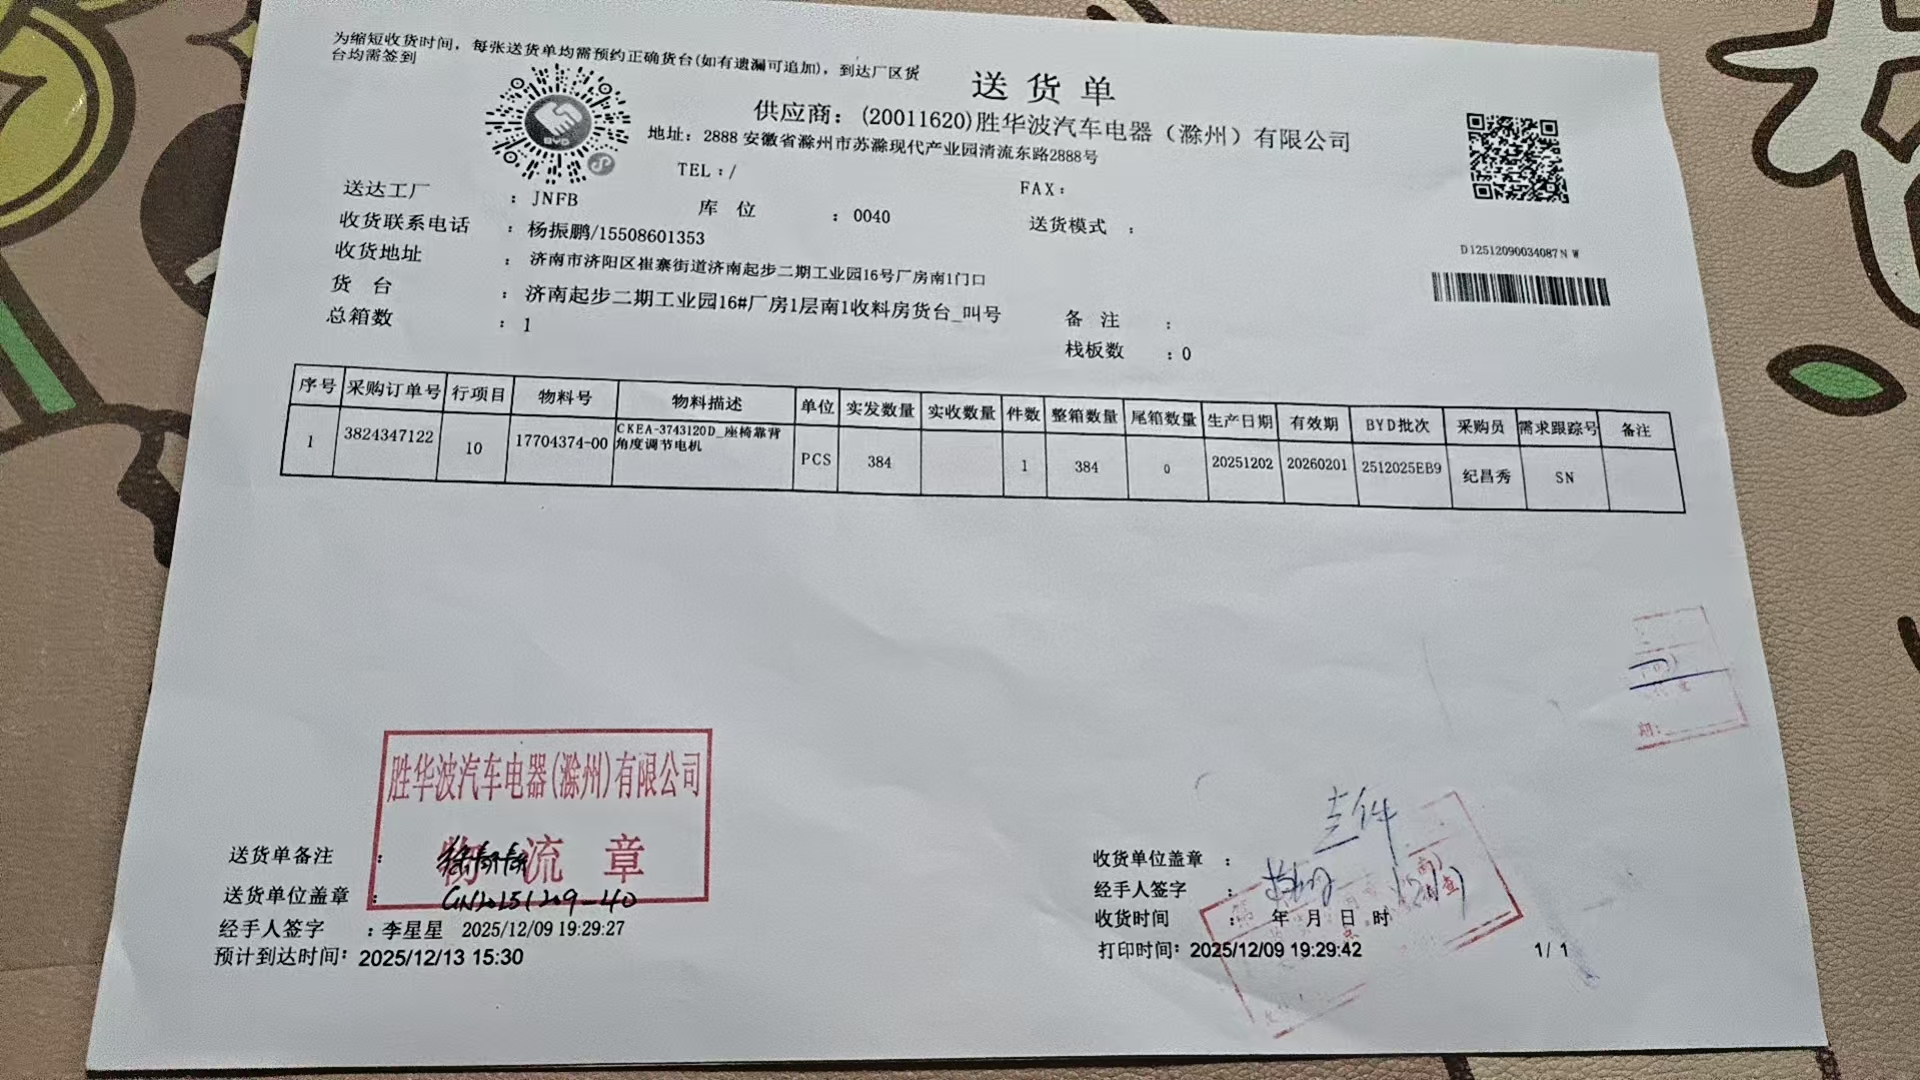 为缩短收货时间，每张送货单均需预约正确货台(如有遗漏可追加)，到达厂区货
台均需签到
送货单
供应商：(20011620)胜华波汽车电器（滁州）有限公司
地址：2888 安徽省滁州市苏滁现代产业园清流东路2888号
TEL：/
FAX：
送达工厂 ：JNFB
库 位 ：0040
送货模式 ：
收货联系电话 ：杨振鹏/15508601353
收货地址 ：济南市济阳区崔寨街道济南起步二期工业园16号厂房南1门口
D12512090034087NW
货 台 ：济南起步二期工业园16#厂房1层南1收料房货台_叫号
备 注 ：
总箱数 ：1
栈板数 ：0
序号 采购订单号 行项目 物料号 物料描述 单位 实发数量 实收数量 件数 整箱数量 尾箱数量 生产日期 有效期 BYD批次 采购员 需求跟踪号 备注
1 3824347122 10 17704374-00 CKEA-3743120D_座椅靠背 PCS 384 1 384 0 20251202 20260201 2512025EB9 纪昌秀 SN
角度调节电机
期：
胜华波汽车电器(滁州)有限公司
物流章
送货单备注 ：
送货单位盖章 ：
GN20251209-40
经手人签字 ：李星星 2025/12/09 19:29:27
预计到达时间：2025/12/13 15:30
收货单位盖章 ：
经手人签字 ：
收货时间 ： 年 月 日 时
打印时间：2025/12/09 19:29:42
1/ 1